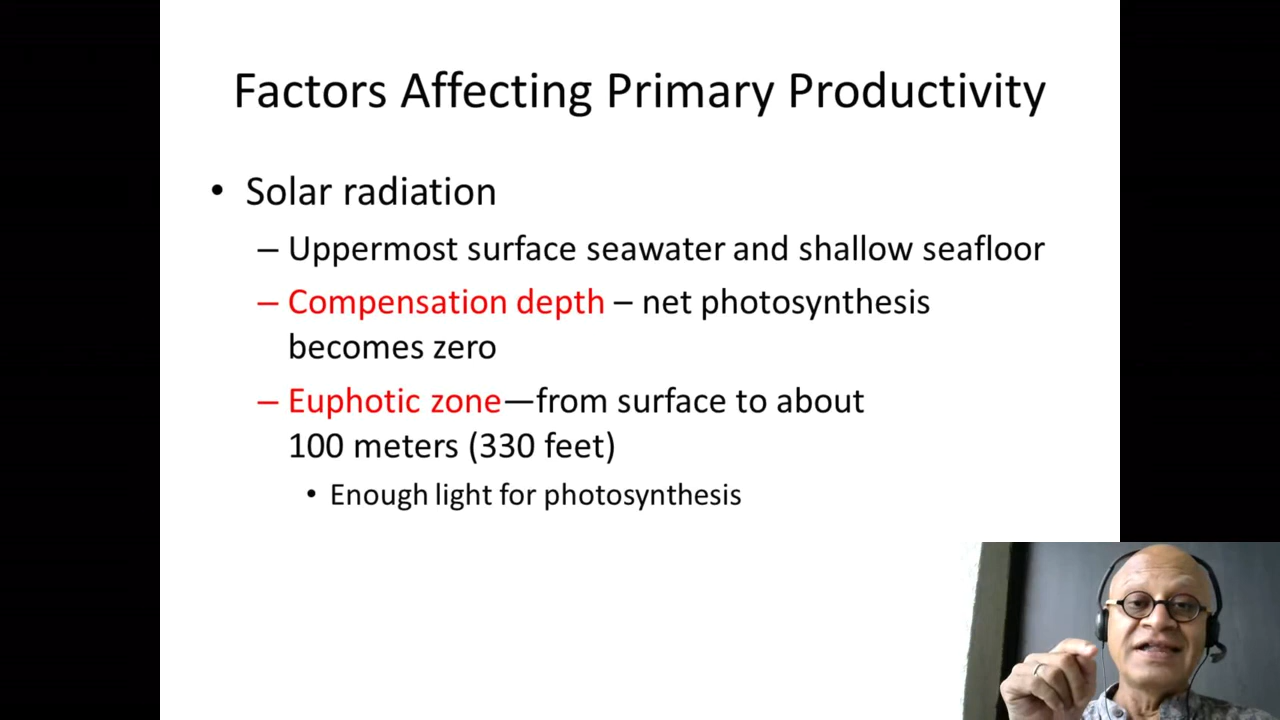 Factors Affecting Primary Productivity
• Solar radiation
– Uppermost surface seawater and shallow seafloor
– Compensation depth – net photosynthesis
becomes zero
– Euphotic zone—from surface to about
100 meters (330 feet)
• Enough light for photosynthesis